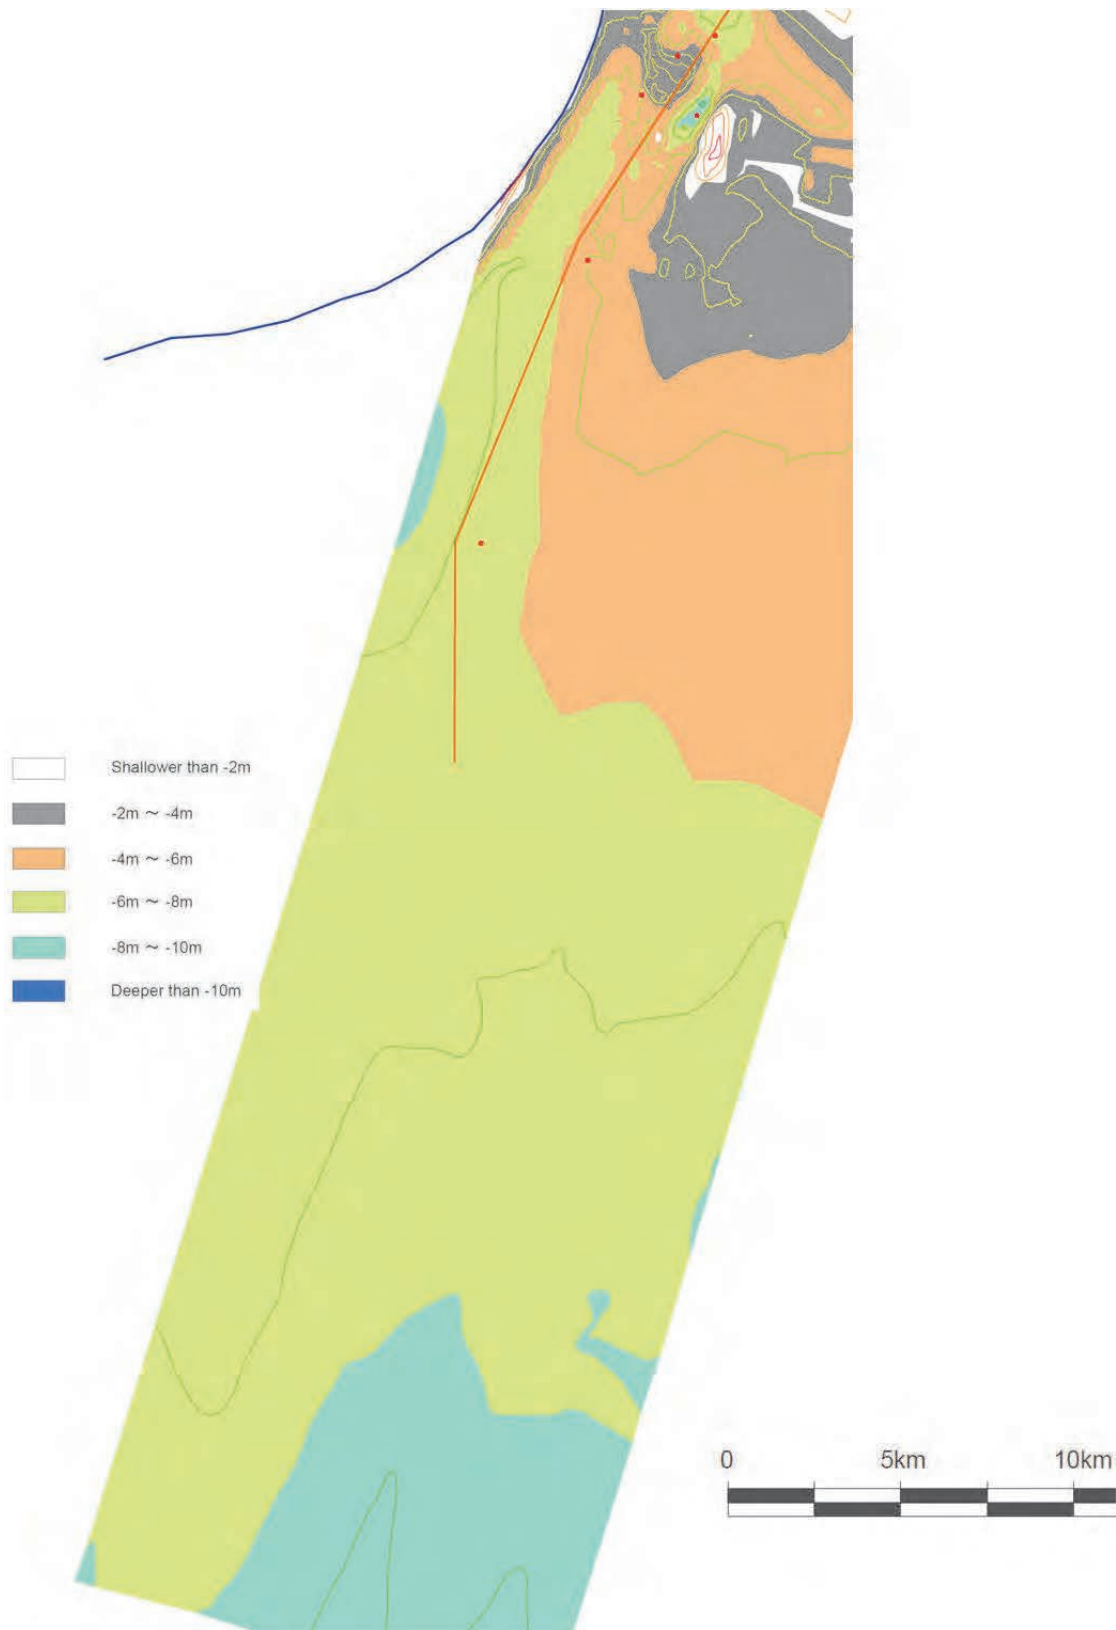 Shallower than -2m
-2m ～ -4m
-4m ～ -6m
-6m ～ -8m
-8m ～ -10m
Deeper than -10m
0 5km 10km